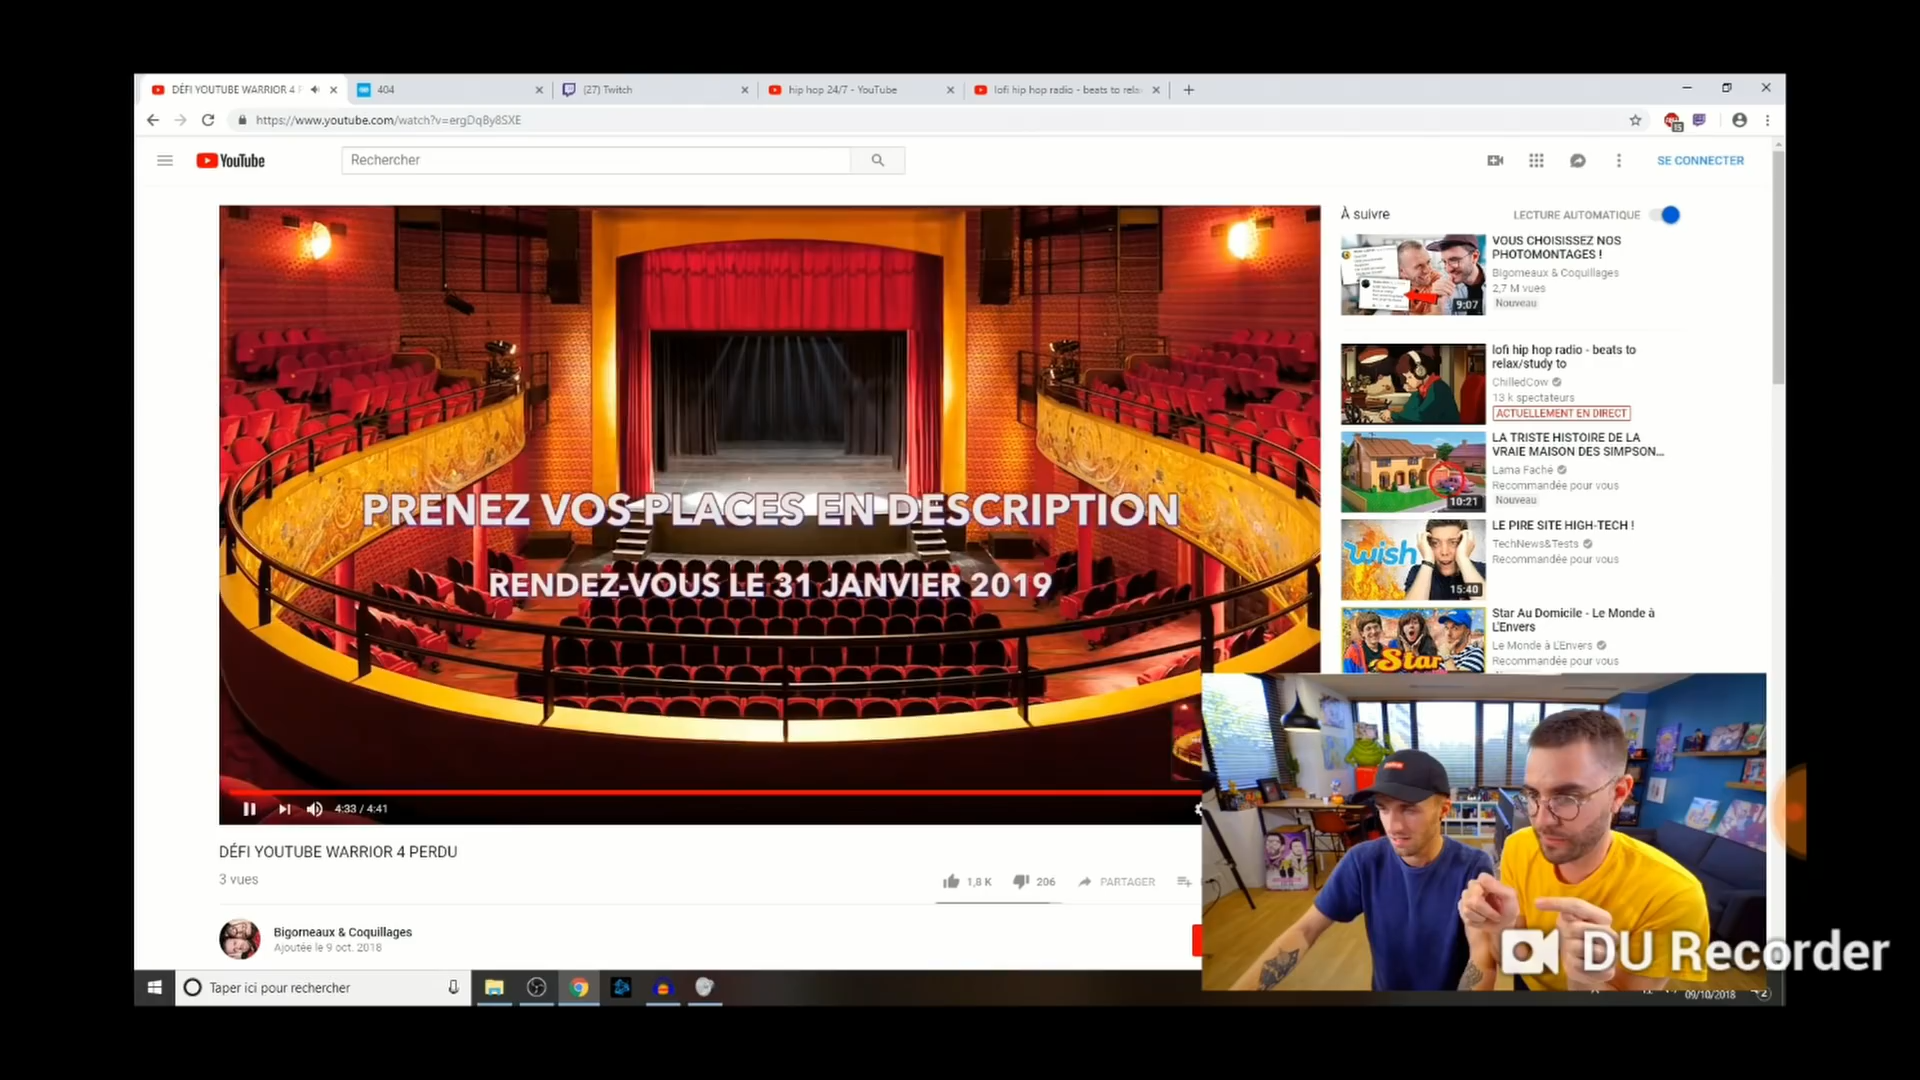 DÉFI YOUTUBE WARRIOR 4
404
(27) Twitch
hip hop 24/7 - YouTube
lofi hip hop radio - beats to rela
https://www.youtube.com/watch?v=ergDqBy8SXE
15
YouTube
Rechercher
SE CONNECTER
À suivre
LECTURE AUTOMATIQUE
VOUS CHOISISSEZ NOS
PHOTOMONTAGES !
Bigorneaux & Coquillages
2,7 M vues
Nouveau
9:07
lofi hip hop radio - beats to
relax/study to
ChilledCow
13 k spectateurs
ACTUELLEMENT EN DIRECT
LA TRISTE HISTOIRE DE LA
VRAIE MAISON DES SIMPSON...
Lama Faché
Recommandée pour vous
Nouveau
10:21
LE PIRE SITE HIGH-TECH !
TechNews&Tests
Recommandée pour vous
wish
15:40
Star Au Domicile - Le Monde à
L'Envers
Le Monde à L'Envers
Recommandée pour vous
Star
PRENEZ VOS PLACES EN DESCRIPTION
RENDEZ-VOUS LE 31 JANVIER 2019
4:33 / 4:41
DÉFI YOUTUBE WARRIOR 4 PERDU
3 vues
1,8 K
206
PARTAGER
Bigorneaux & Coquillages
Ajoutée le 9 oct. 2018
DU Recorder
Taper ici pour rechercher
09/10/2018
2